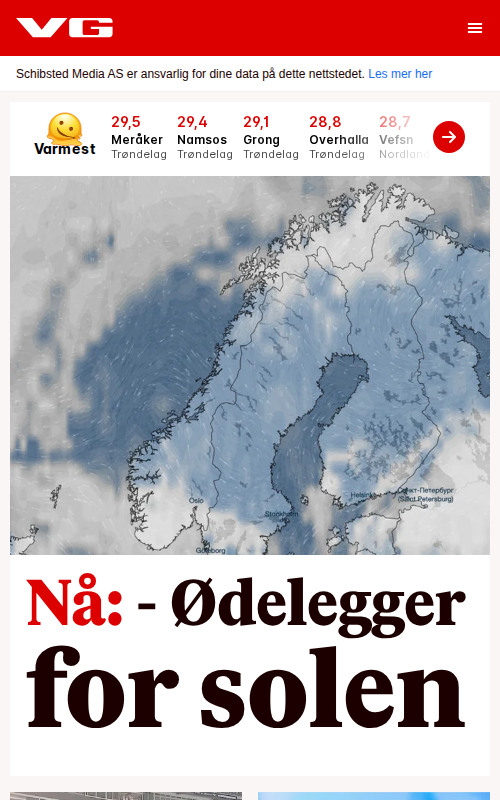 VG
Schibsted Media AS er ansvarlig for dine data på dette nettstedet. Les mer her
Varmest
29,5
Meråker
Trøndelag
29,4
Namsos
Trøndelag
29,1
Grong
Trøndelag
28,8
Overhalla
Trøndelag
28,7
Vefsn
Nordland
Oslo
Stockholm
Göteborg
Helsinki
Санкт-Петербург
(Saint Petersburg)
Nå: - Ødelegger
for solen